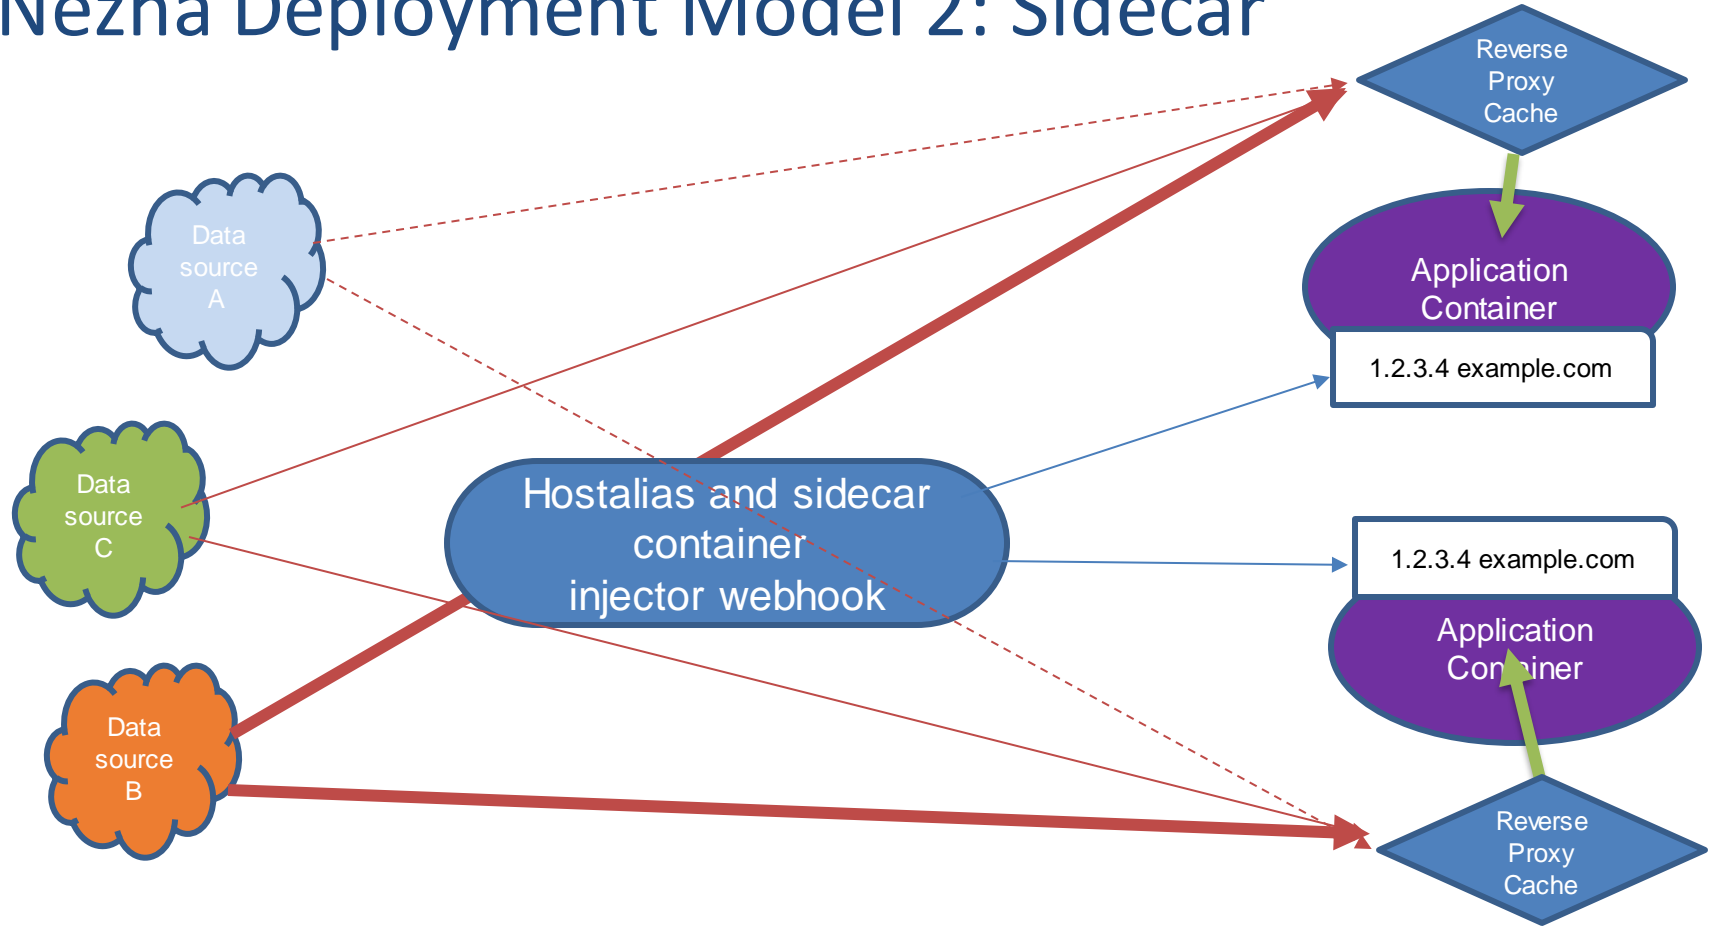 Nezha Deployment Model 2: Sidecar
Reverse
Proxy
Cache
Data
source
A
Application
Container
1.2.3.4 example.com
Data
source
C
Hostalias and sidecar
container
injector webhook
1.2.3.4 example.com
Application
Container
Data
source
B
Reverse
Proxy
Cache